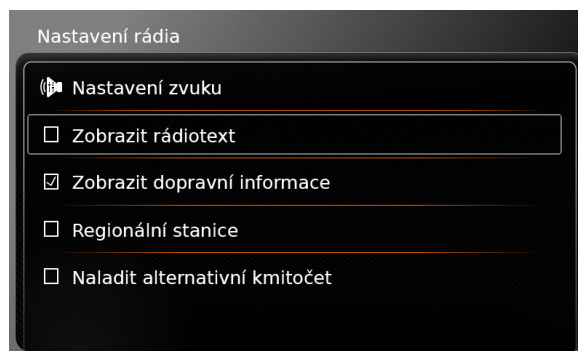 Nastavení rádia
Nastavení zvuku
Zobrazit rádiotext
Zobrazit dopravní informace
Regionální stanice
Naladit alternativní kmitočet